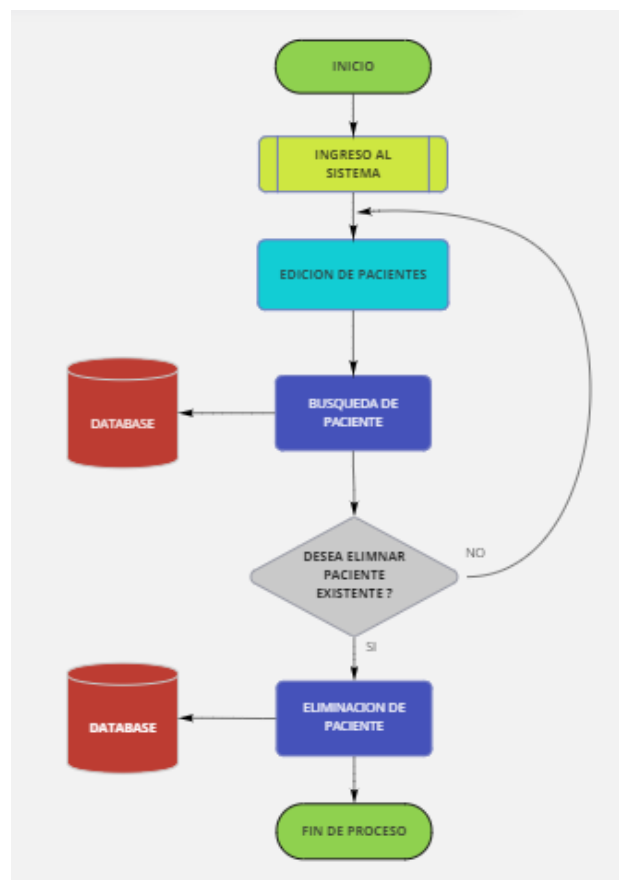 INICIO
INGRESO AL
SISTEMA
EDICION DE PACIENTES
BUSQUEDA DE
PACIENTE
DATABASE
DESEA ELIMNAR
PACIENTE
EXISTENTE ?
NO
SI
ELIMINACION DE
PACIENTE
DATABASE
FIN DE PROCESO